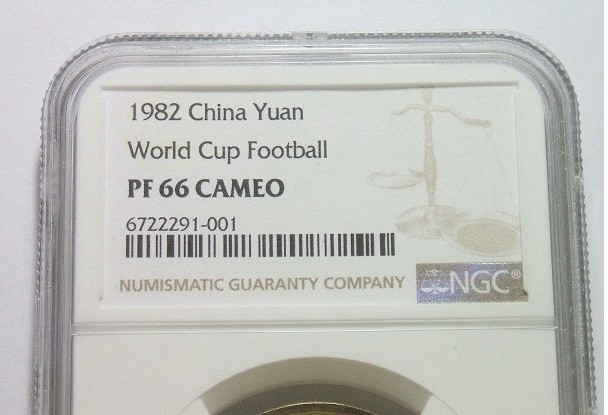 1982 China Yuan
World Cup Football
PF 66 CAMEO
6722291-001
NUMISMATIC GUARANTY COMPANY NGC®